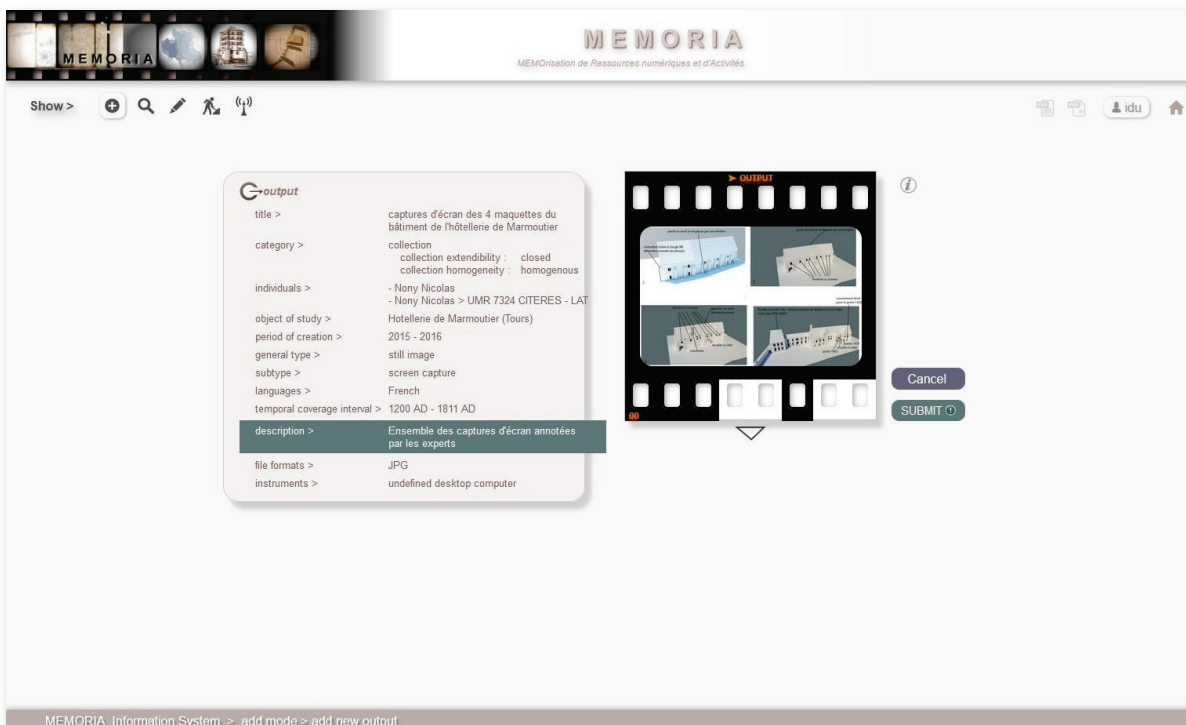 MEMORIA
MEMORIA
MEMOrisation de Ressources numériques et d'Activités
Show >
idu
output
title > captures d'écran des 4 maquettes du
bâtiment de l'hôtellerie de Marmoutier
category > collection
collection extendibility : closed
collection homogeneity : homogenous
individuals > - Nony Nicolas
- Nony Nicolas > UMR 7324 CITERES - LAT
object of study > Hotellerie de Marmoutier (Tours)
period of creation > 2015 - 2016
general type > still image
subtype > screen capture
languages > French
temporal coverage interval > 1200 AD - 1811 AD
description > Ensemble des captures d'écran annotées
par les experts
file formats > JPG
instruments > undefined desktop computer
➤ OUTPUT
00
i
Cancel
SUBMIT
MEMORIA Information System > add mode > add new output